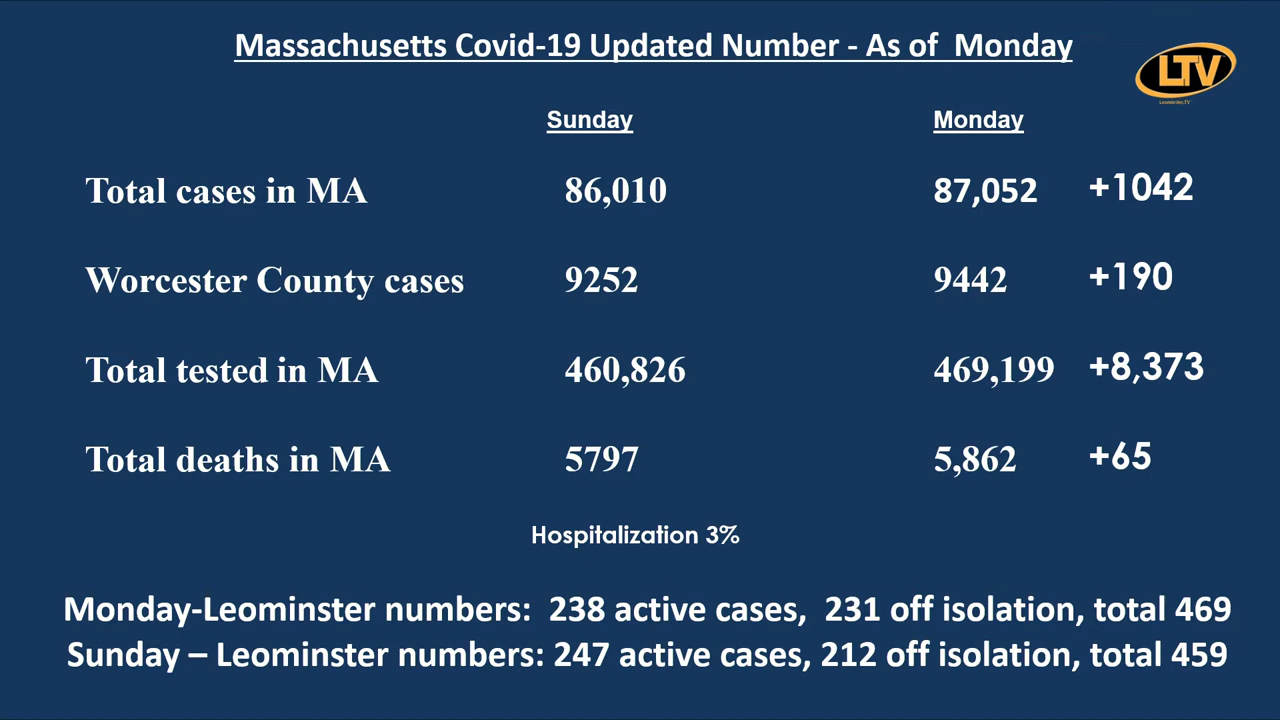 Massachusetts Covid-19 Updated Number - As of Monday
LTV
Leominster.TV
Sunday Monday
Total cases in MA 86,010 87,052 +1042
Worcester County cases 9252 9442 +190
Total tested in MA 460,826 469,199 +8,373
Total deaths in MA 5797 5,862 +65
Hospitalization 3%
Monday-Leominster numbers: 238 active cases, 231 off isolation, total 469
Sunday – Leominster numbers: 247 active cases, 212 off isolation, total 459